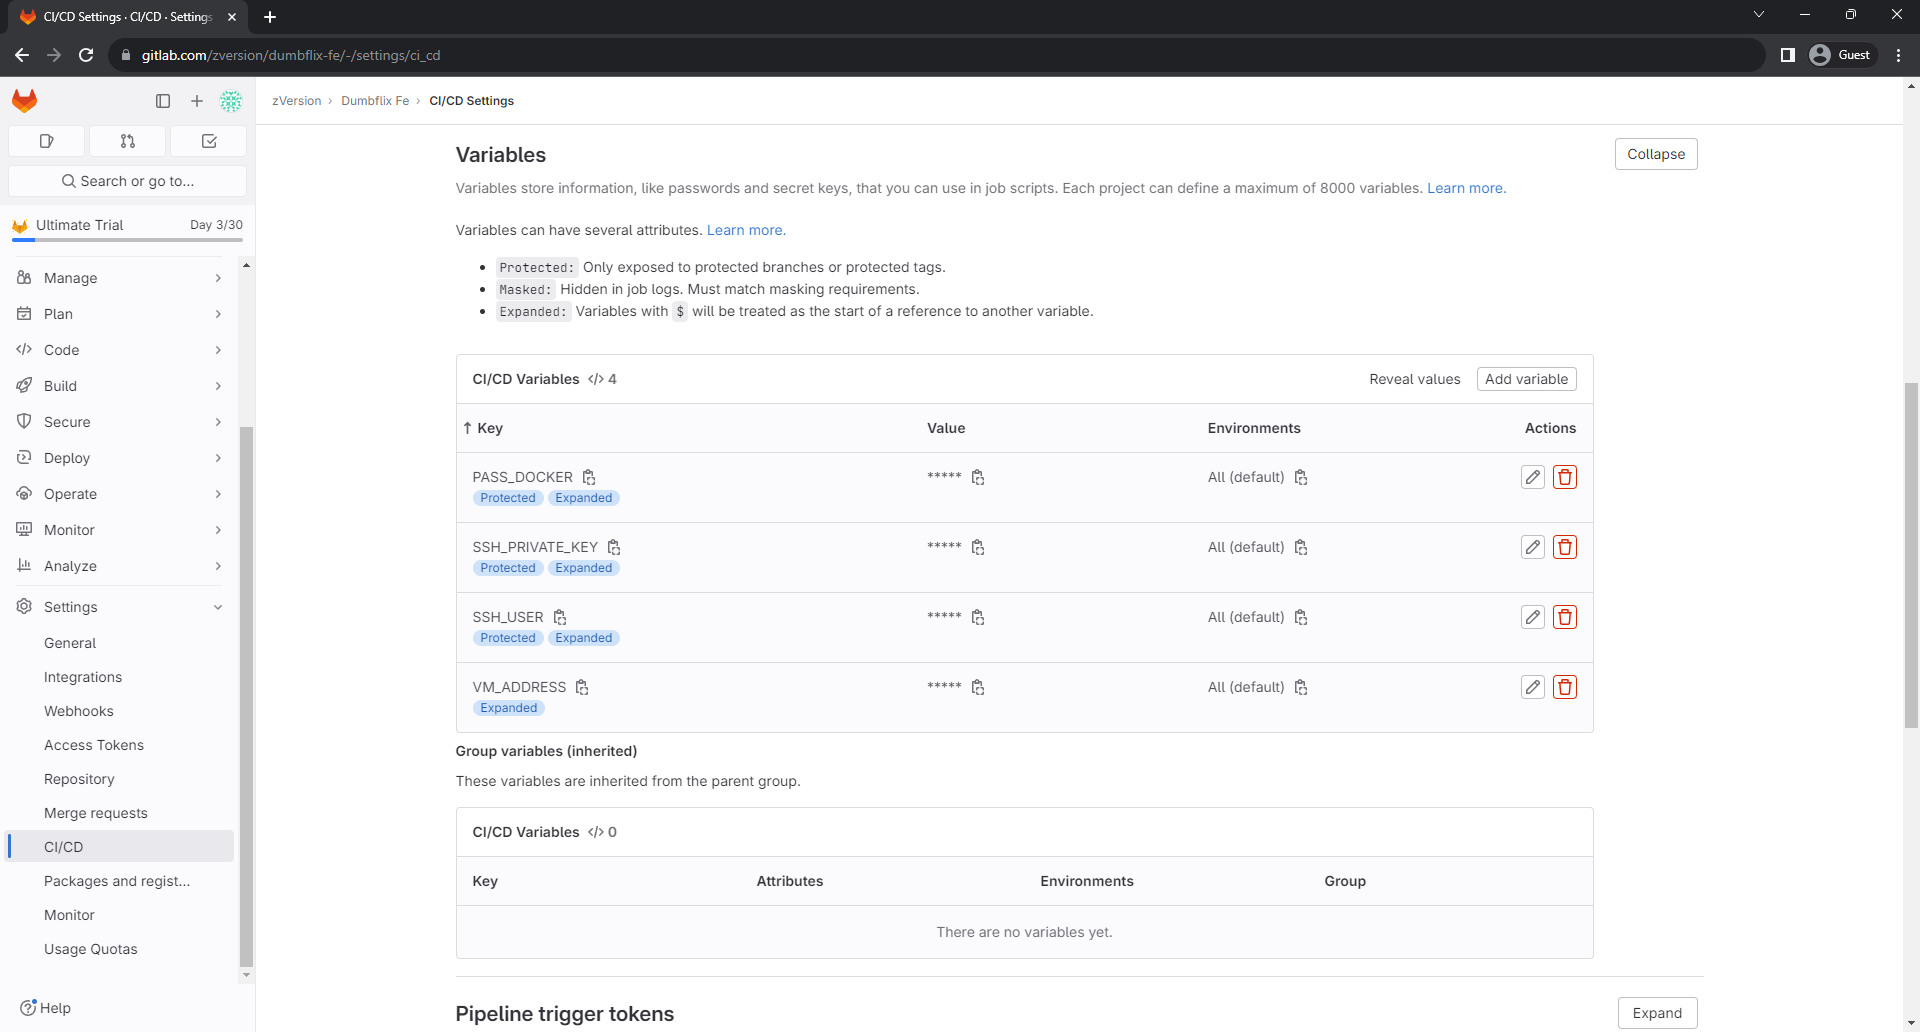 CI/CD Settings · CI/CD · Settings
gitlab.com/zversion/dumbflix-fe/-/settings/ci_cd
Guest
zVersion › Dumbflix Fe › CI/CD Settings
Search or go to...
Ultimate Trial Day 3/30
Manage
Plan
Code
Build
Secure
Deploy
Operate
Monitor
Analyze
Settings
General
Integrations
Webhooks
Access Tokens
Repository
Merge requests
CI/CD
Packages and regist...
Monitor
Usage Quotas
Help
Variables
Collapse
Variables store information, like passwords and secret keys, that you can use in job scripts. Each project can define a maximum of 8000 variables. Learn more.
Variables can have several attributes. Learn more.
• Protected: Only exposed to protected branches or protected tags.
• Masked: Hidden in job logs. Must match masking requirements.
• Expanded: Variables with $ will be treated as the start of a reference to another variable.
CI/CD Variables </> 4 Reveal values Add variable
↑ Key Value Environments Actions
PASS_DOCKER ***** All (default)
Protected Expanded
SSH_PRIVATE_KEY ***** All (default)
Protected Expanded
SSH_USER ***** All (default)
Protected Expanded
VM_ADDRESS ***** All (default)
Expanded
Group variables (inherited)
These variables are inherited from the parent group.
CI/CD Variables </> 0
Key Attributes Environments Group
There are no variables yet.
Pipeline trigger tokens
Expand